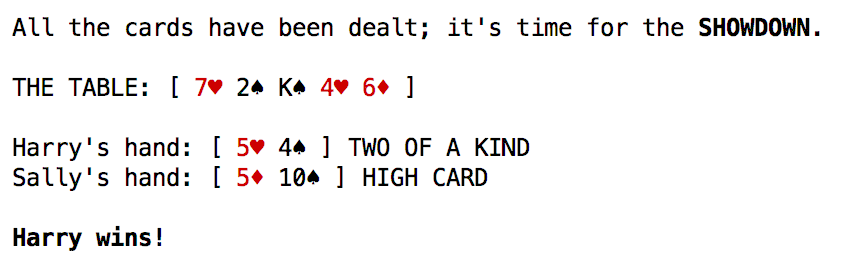 All the cards have been dealt; it's time for the SHOWDOWN.
THE TABLE: [ 7♥ 2♠ K♠ 4♥ 6♦ ]
Harry's hand: [ 5♥ 4♠ ] TWO OF A KIND
Sally's hand: [ 5♦ 10♠ ] HIGH CARD
Harry wins!